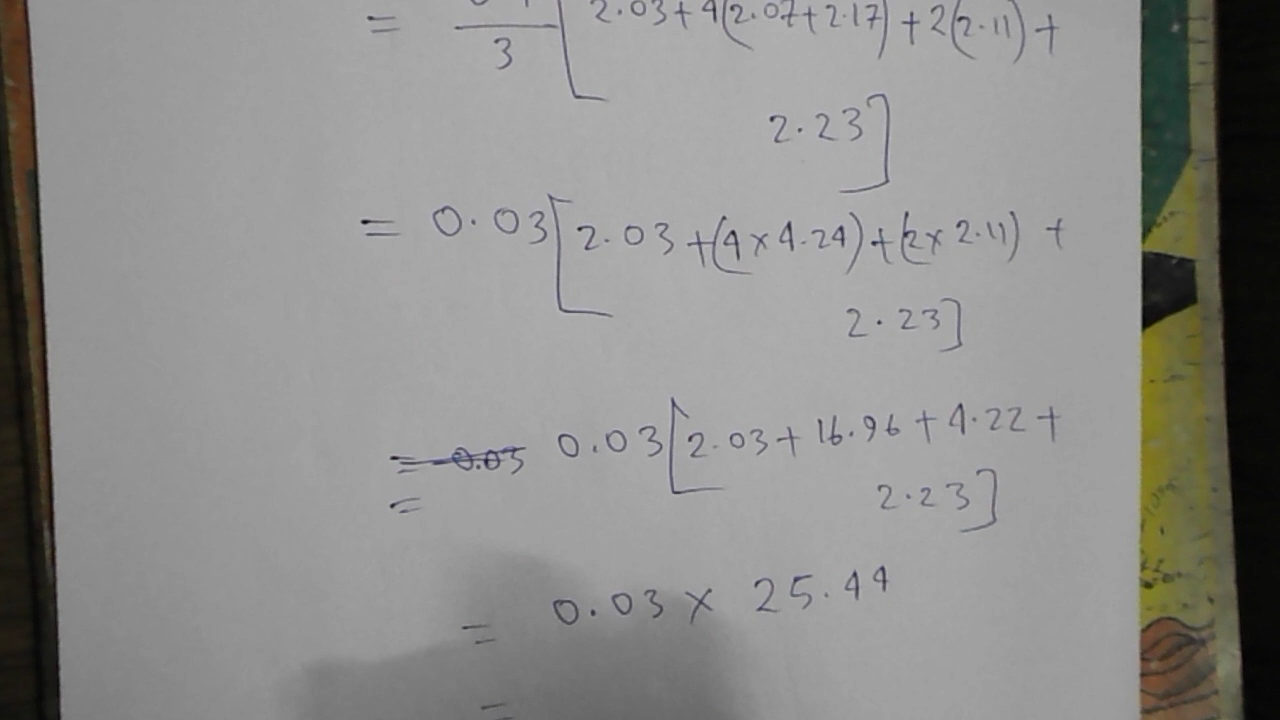 = 3 [ 2.03+4(2.07+2.17) + 2(2.11) +
2.23]
= 0.03[2.03 +(4×4.24)+(2× 2.11) +
2.23]
= 0.03 0.03[2.03+ 16.96 + 4.22 +
= 2.23]
= 0.03 × 25.44
=